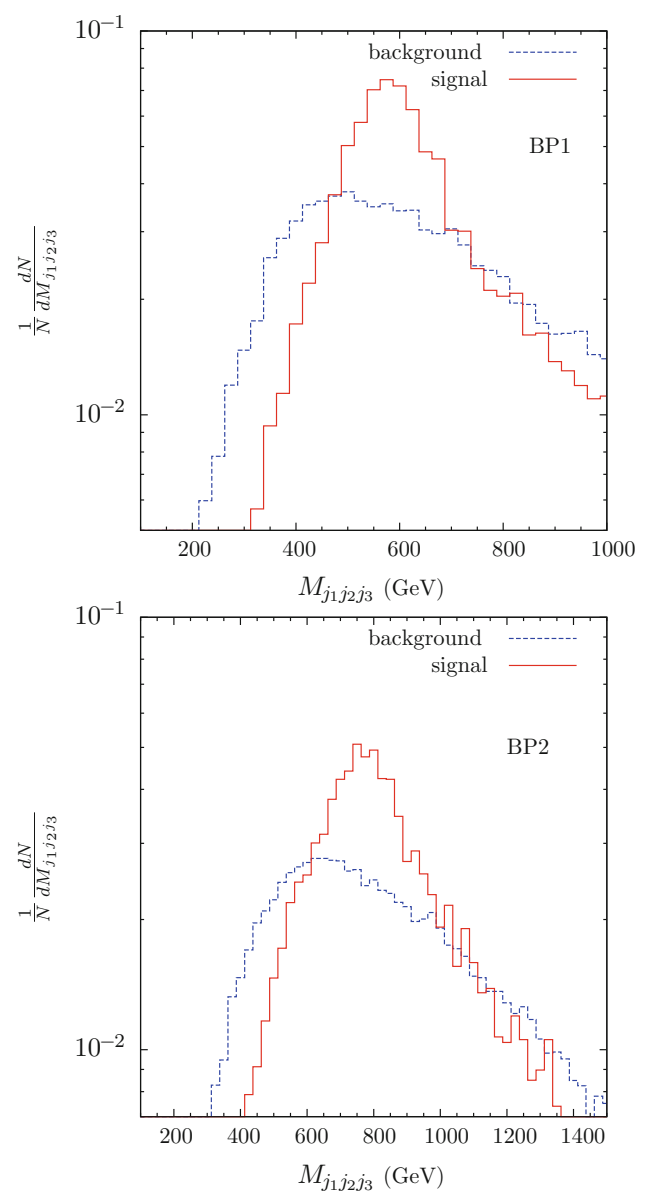 10⁻¹
background
signal
BP1
1/N dN/dM_{j₁j₂j₃}
10⁻²
200 400 600 800 1000
M_{j₁j₂j₃} (GeV)
10⁻¹
background
signal
BP2
1/N dN/dM_{j₁j₂j₃}
10⁻²
200 400 600 800 1000 1200 1400
M_{j₁j₂j₃} (GeV)